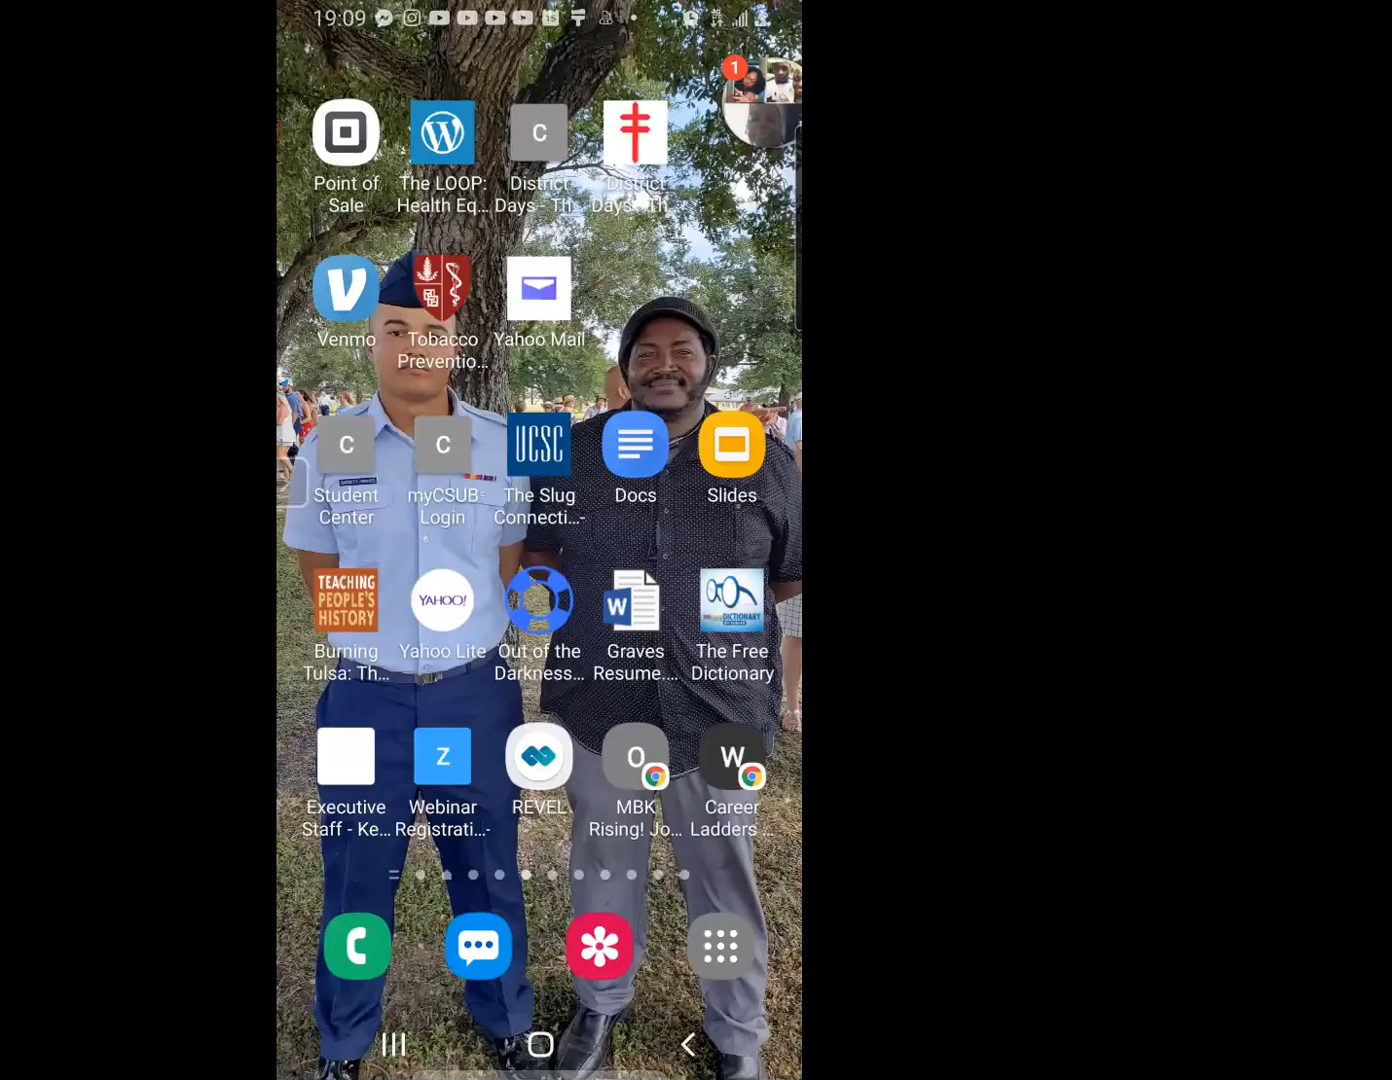 19:09
15
1
C
Point of Sale
The LOOP: Health Eq...
District Days - Th...
District Days - Th...
Venmo
Tobacco Preventio...
Yahoo Mail
C
C
UCSC
Student Center
myCSUB Login
The Slug Connecti...-
Docs
Slides
TEACHING
PEOPLE'S
HISTORY
YAHOO!
W
DICTIONARY
Burning Tulsa: Th...
Yahoo Lite
Out of the Darkness...
Graves Resume....
The Free Dictionary
Z
O
W
Executive Staff - Ke...
Webinar Registrati...-
REVEL
MBK Rising! Jo...
Career Ladders ...